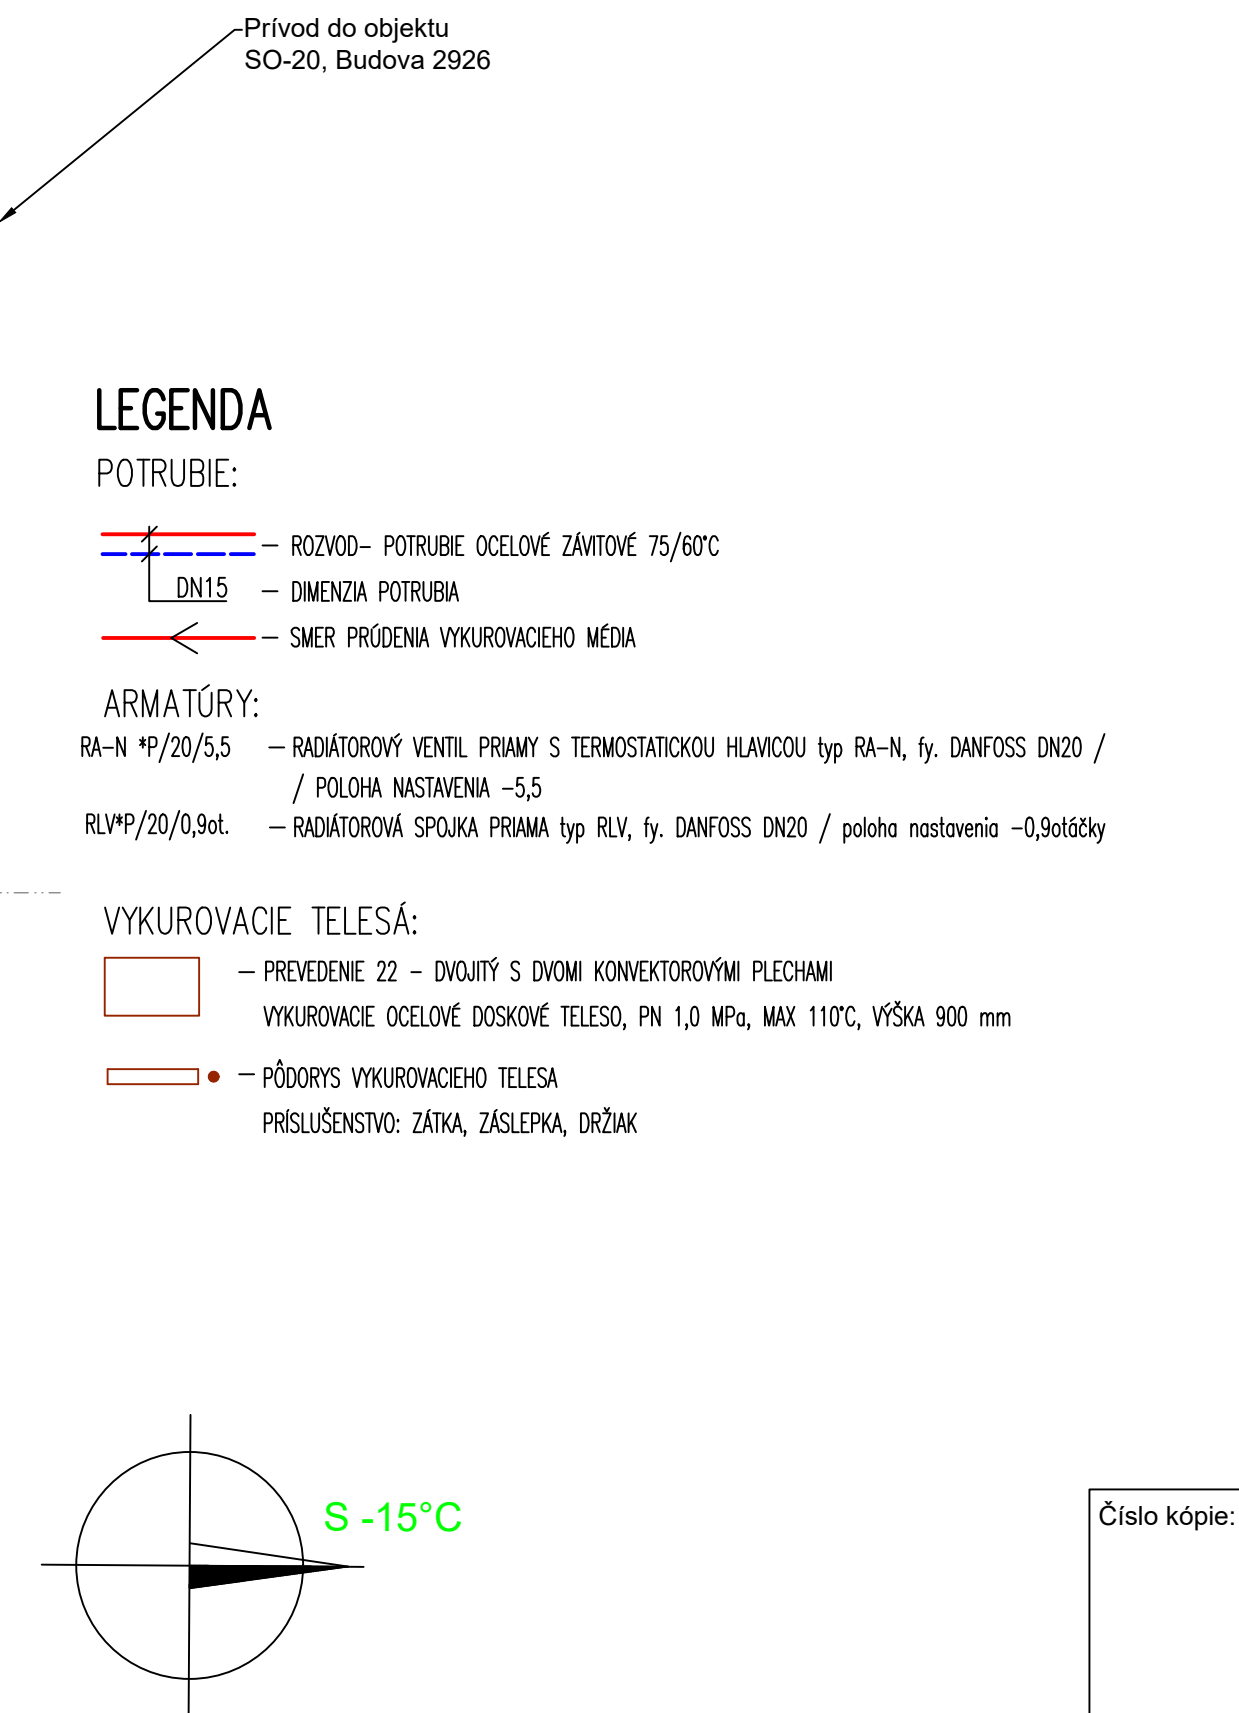 Prívod do objektu
SO-20, Budova 2926
LEGENDA
POTRUBIE:
– ROZVOD– POTRUBIE OCELOVÉ ZÁVITOVÉ 75/60°C
DN15 – DIMENZIA POTRUBIA
– SMER PRÚDENIA VYKUROVACIEHO MÉDIA
ARMATÚRY:
RA–N *P/20/5,5 – RADIÁTOROVÝ VENTIL PRIAMY S TERMOSTATICKOU HLAVICOU typ RA–N, fy. DANFOSS DN20 /
/ POLOHA NASTAVENIA –5,5
RLV*P/20/0,9ot. – RADIÁTOROVÁ SPOJKA PRIAMA typ RLV, fy. DANFOSS DN20 / poloha nastavenia –0,9otáčky
VYKUROVACIE TELESÁ:
– PREVEDENIE 22 – DVOJITÝ S DVOMI KONVEKTOROVÝMI PLECHAMI
VYKUROVACIE OCELOVÉ DOSKOVÉ TELESO, PN 1,0 MPa, MAX 110°C, VÝŠKA 900 mm
– PÔDORYS VYKUROVACIEHO TELESA
PRÍSLUŠENSTVO: ZÁTKA, ZÁSLEPKA, DRŽIAK
S -15°C
Číslo kópie: